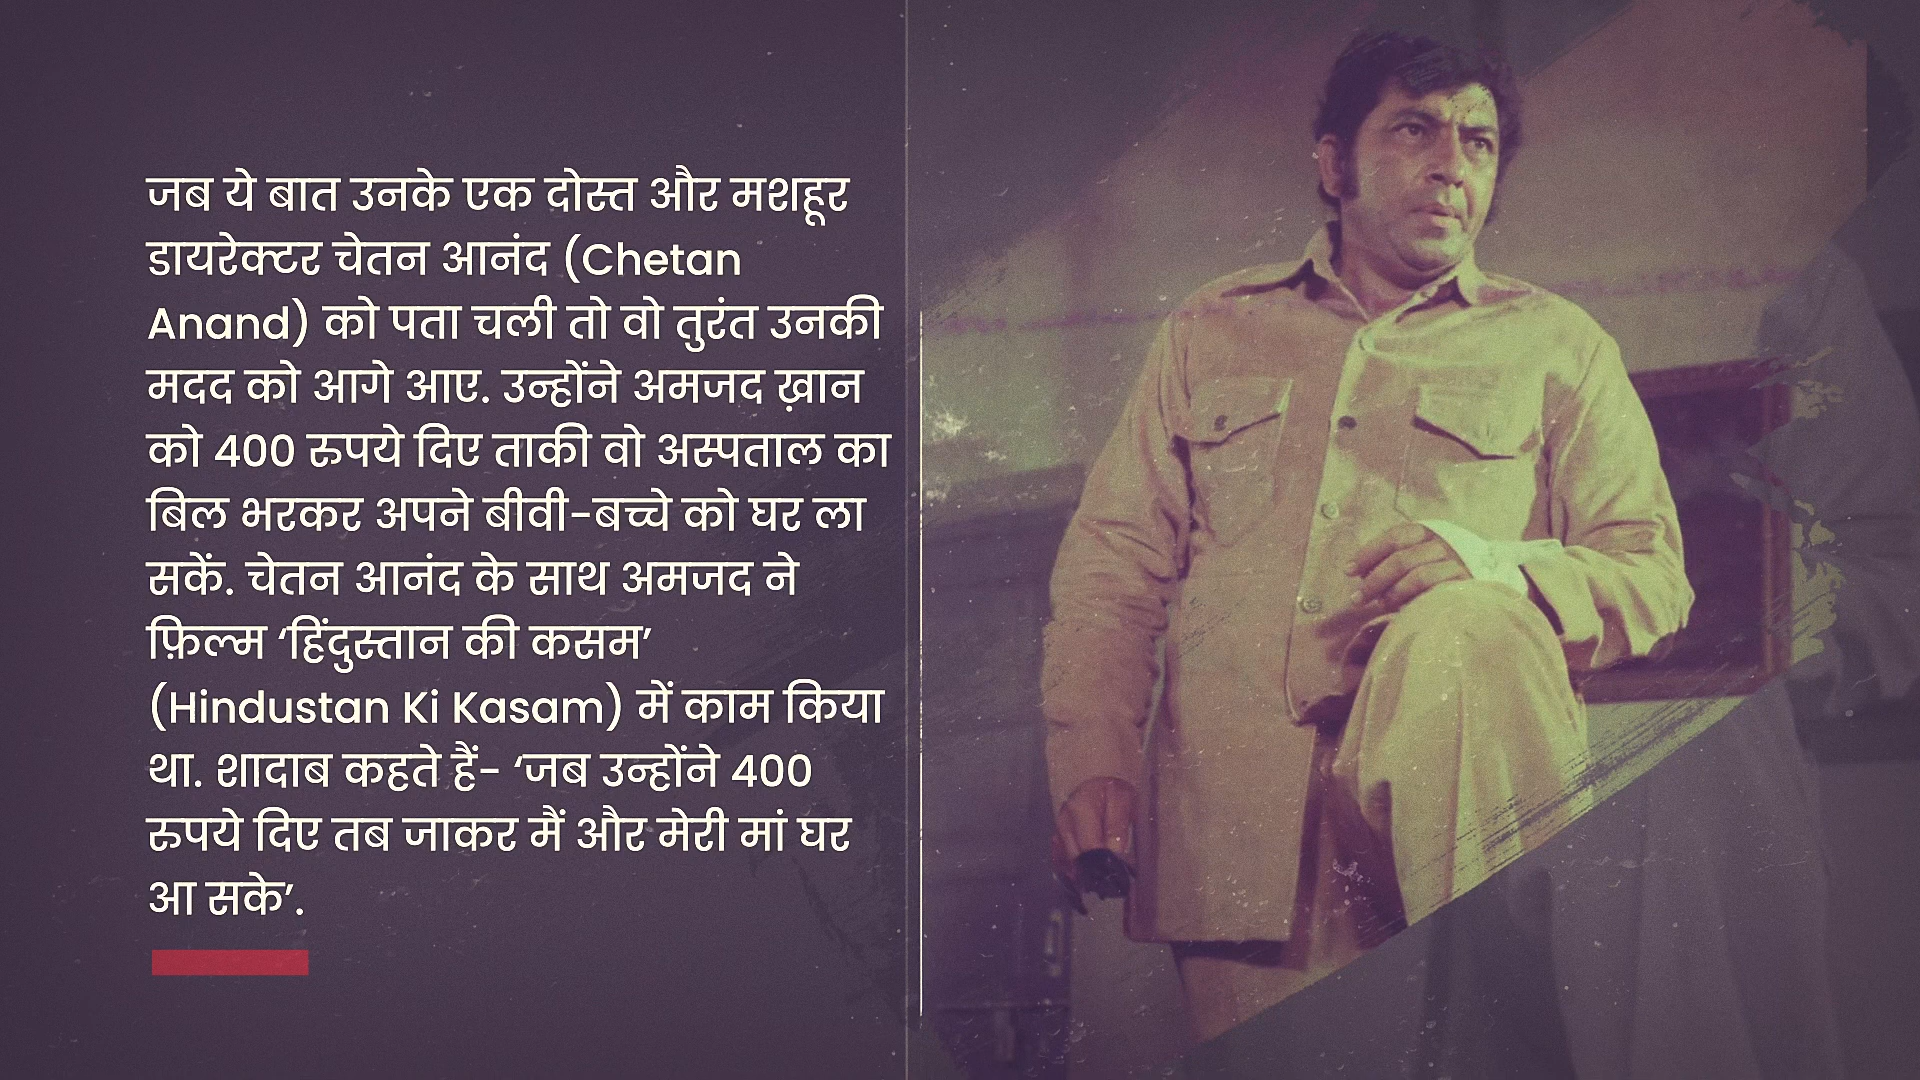 जब ये बात उनके एक दोस्त और मशहूर
डायरेक्टर चेतन आनंद (Chetan
Anand) को पता चली तो वो तुरंत उनकी
मदद को आगे आए. उन्होंने अमजद ख़ान
को 400 रुपये दिए ताकी वो अस्पताल का
बिल भरकर अपने बीवी-बच्चे को घर ला
सकें. चेतन आनंद के साथ अमजद ने
फ़िल्म ‘हिंदुस्तान की कसम’
(Hindustan Ki Kasam) में काम किया
था. शादाब कहते हैं- ‘जब उन्होंने 400
रुपये दिए तब जाकर मैं और मेरी मां घर
आ सके’.